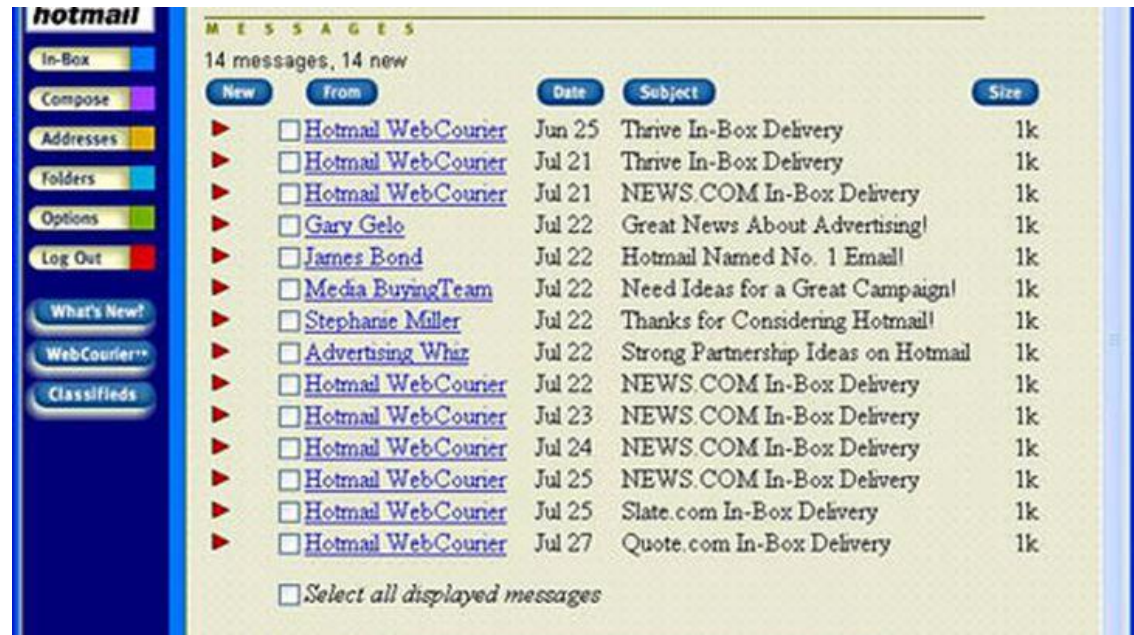 hotmail
In-Box
Compose
Addresses
Folders
Options
Log Out
What's New?
WebCourier™
Classifieds
MESSAGES
14 messages, 14 new
New From Date Subject Size
Hotmail WebCourier Jun 25 Thrive In-Box Delivery 1k
Hotmail WebCourier Jul 21 Thrive In-Box Delivery 1k
Hotmail WebCourier Jul 21 NEWS.COM In-Box Delivery 1k
Gary Gelo Jul 22 Great News About Advertising! 1k
James Bond Jul 22 Hotmail Named No. 1 Email! 1k
Media BuyingTeam Jul 22 Need Ideas for a Great Campaign! 1k
Stephanie Miller Jul 22 Thanks for Considering Hotmail! 1k
Advertising Whiz Jul 22 Strong Partnership Ideas on Hotmail 1k
Hotmail WebCourier Jul 22 NEWS.COM In-Box Delivery 1k
Hotmail WebCourier Jul 23 NEWS.COM In-Box Delivery 1k
Hotmail WebCourier Jul 24 NEWS.COM In-Box Delivery 1k
Hotmail WebCourier Jul 25 NEWS.COM In-Box Delivery 1k
Hotmail WebCourier Jul 25 Slate.com In-Box Delivery 1k
Hotmail WebCourier Jul 27 Quote.com In-Box Delivery 1k
Select all displayed messages